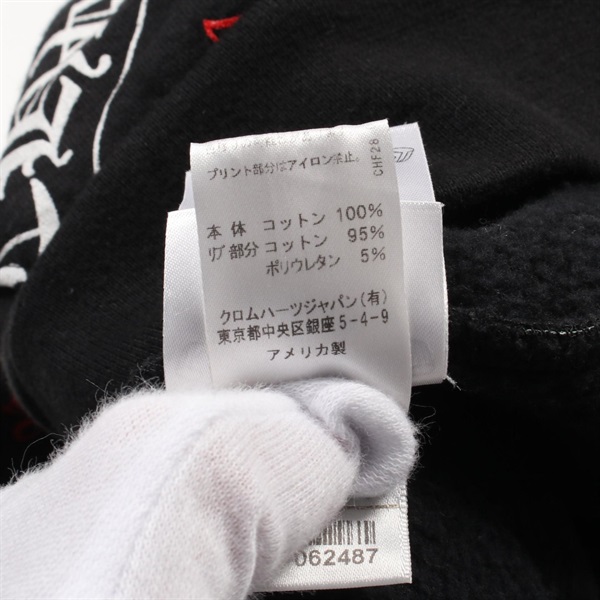 プリント部分はアイロン禁止。
CHF28
本体 コットン 100%
リブ部分 コットン 95%
ポリウレタン 5%
クロムハーツジャパン(有)
東京都中央区銀座5-4-9
アメリカ製
062487